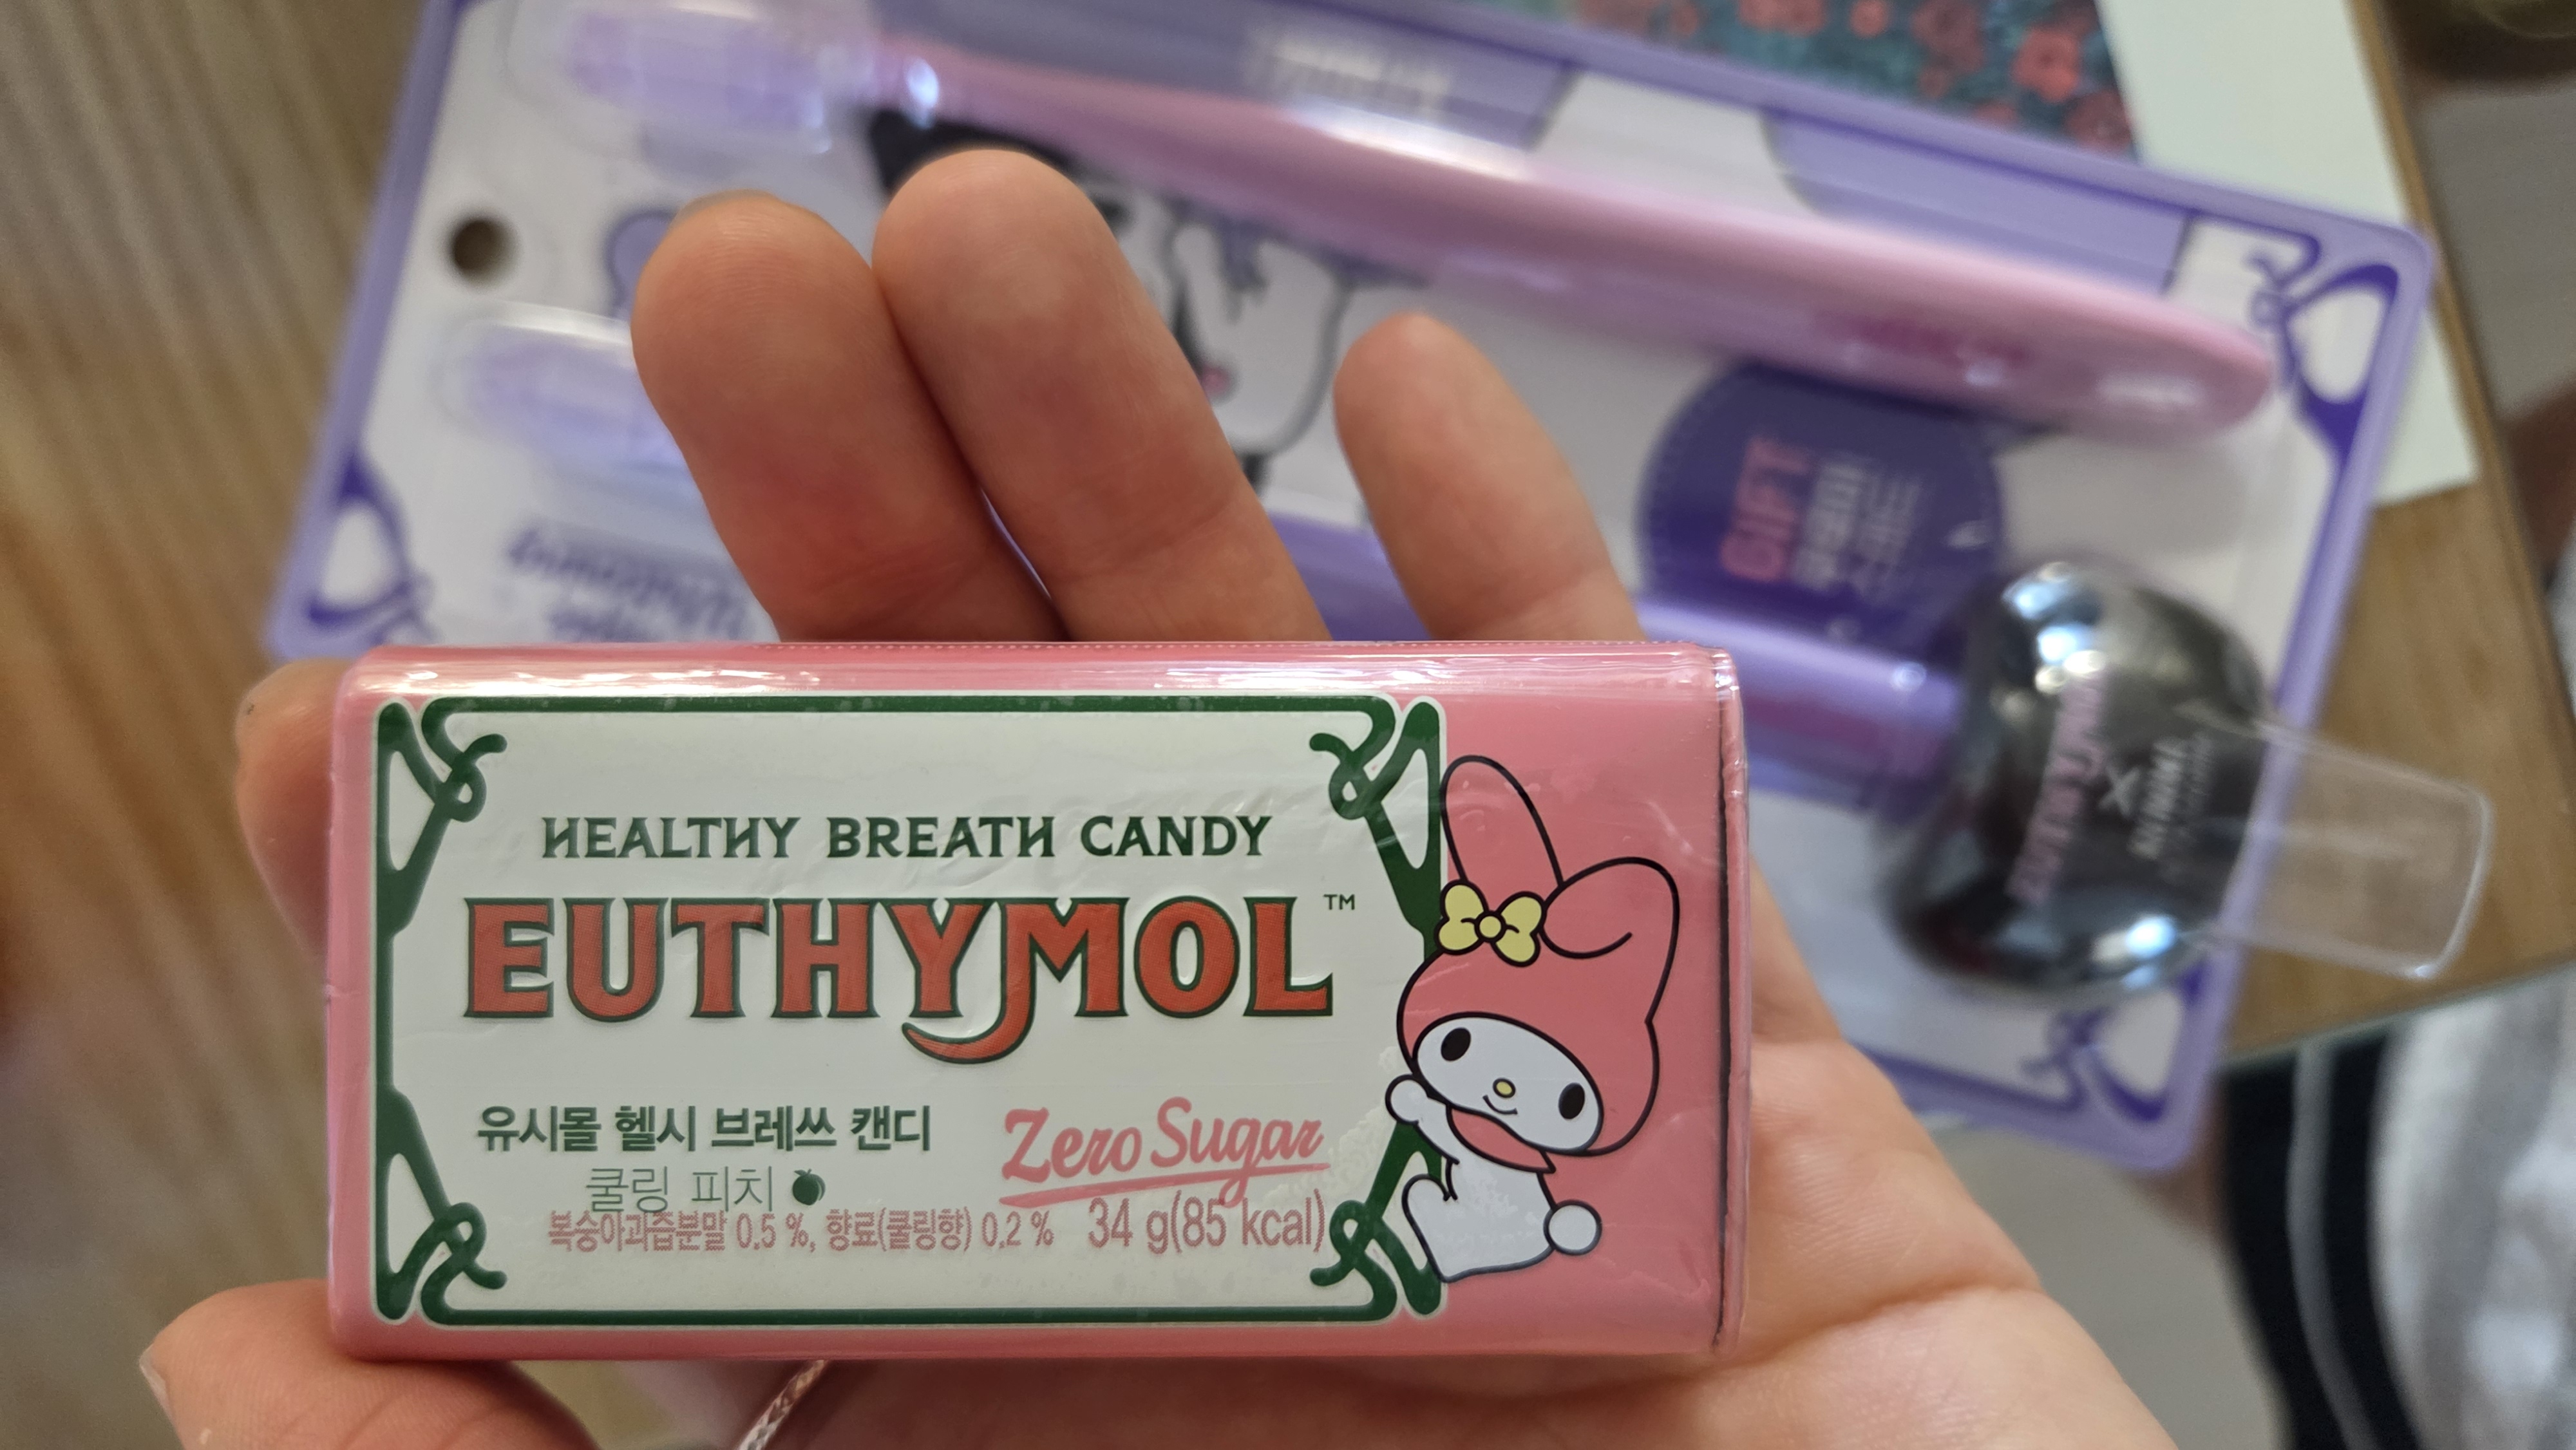 GIFT
HEALTHY BREATH CANDY
EUTHYMOL™
유시몰 헬시 브레쓰 캔디
쿨링 피치
Zero Sugar
복숭아과즙분말 0.5 %, 향료(쿨링향) 0.2 % 34 g(85 kcal)